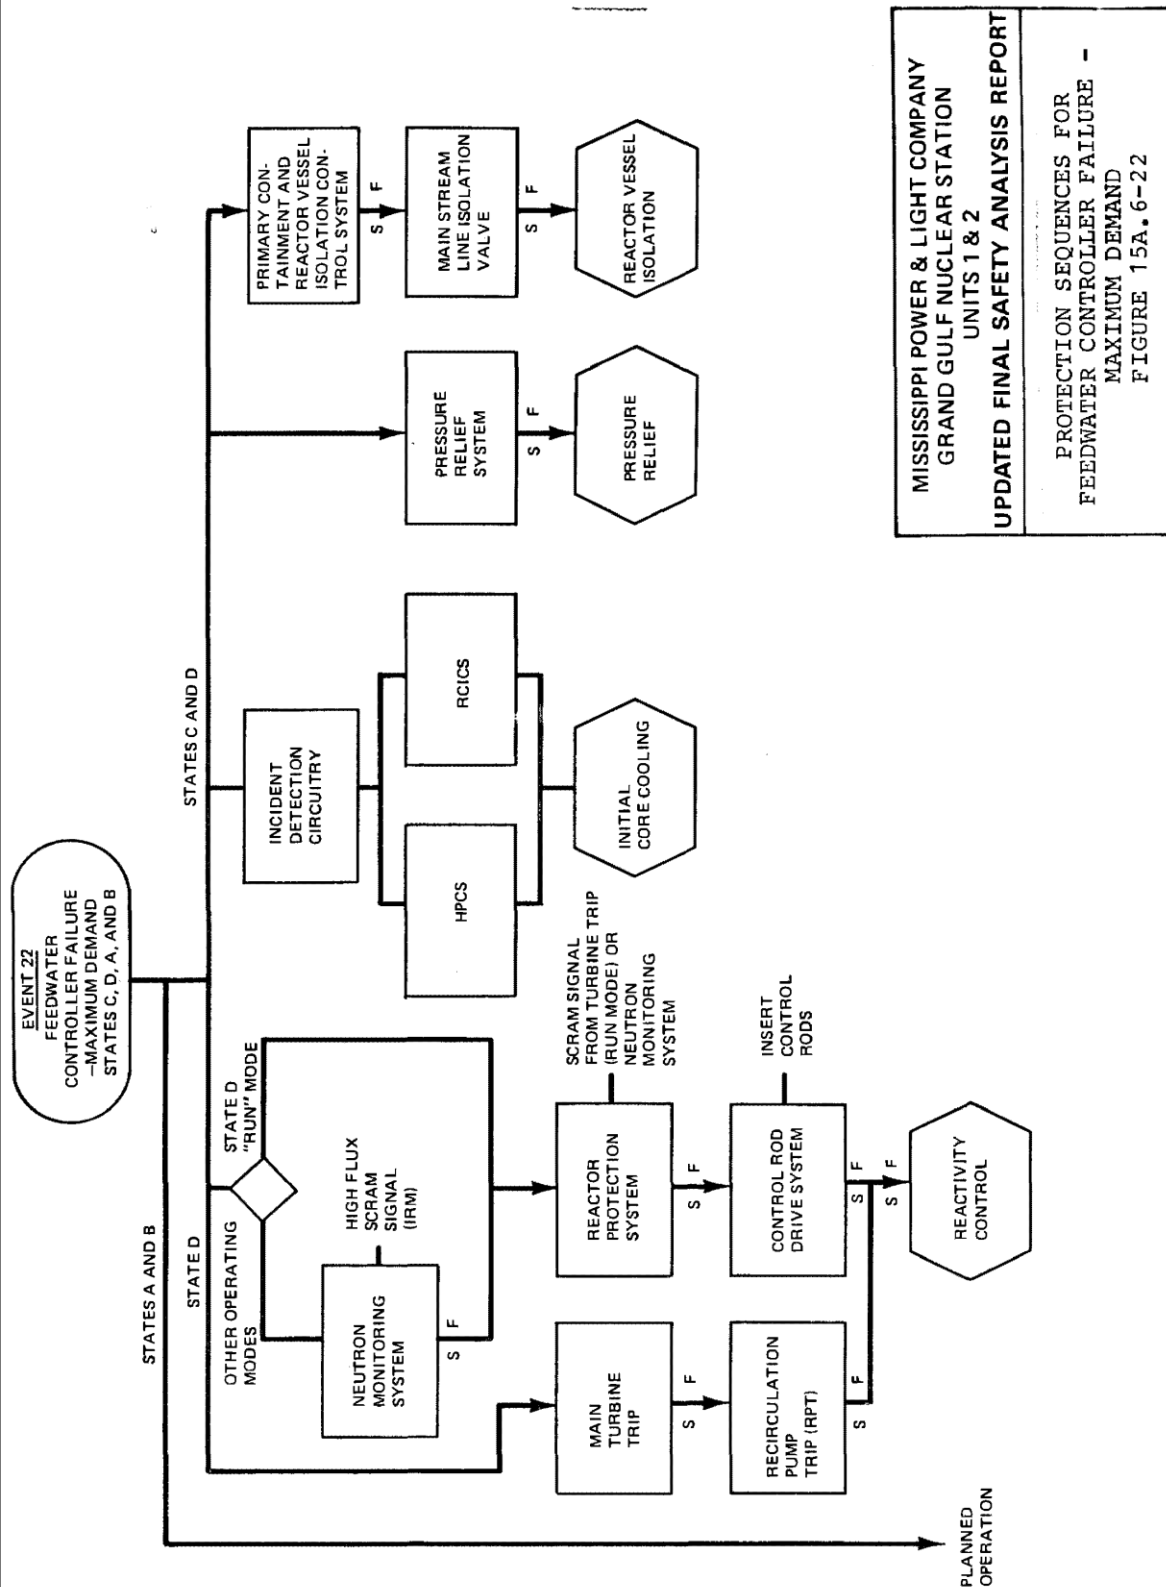 EVENT 22
FEEDWATER
CONTROLLER FAILURE
–MAXIMUM DEMAND
STATES C, D, A, AND B
STATES A AND B
STATE D
STATES C AND D
OTHER OPERATING
MODES
STATE D
"RUN" MODE
NEUTRON
MONITORING
SYSTEM
HIGH FLUX
SCRAM
SIGNAL
(IRM)
S F
MAIN
TURBINE
TRIP
S F
RECIRCULATION
PUMP
TRIP (RPT)
S F
REACTOR
PROTECTION
SYSTEM
SCRAM SIGNAL
FROM TURBINE TRIP
(RUN MODE) OR
NEUTRON
MONITORING
SYSTEM
S F
CONTROL ROD
DRIVE SYSTEM
INSERT
CONTROL
RODS
S F
S F
REACTIVITY
CONTROL
PLANNED
OPERATION
INCIDENT
DETECTION
CIRCUITRY
HPCS
RCICS
INITIAL
CORE COOLING
PRESSURE
RELIEF
SYSTEM
S F
PRESSURE
RELIEF
PRIMARY CON-
TAINMENT AND
REACTOR VESSEL
ISOLATION CON-
TROL SYSTEM
S F
MAIN STREAM
LINE ISOLATION
VALVE
S F
REACTOR VESSEL
ISOLATION
MISSISSIPPI POWER & LIGHT COMPANY
GRAND GULF NUCLEAR STATION
UNITS 1 & 2
UPDATED FINAL SAFETY ANALYSIS REPORT
PROTECTION SEQUENCES FOR
FEEDWATER CONTROLLER FAILURE –
MAXIMUM DEMAND
FIGURE 15A.6-22